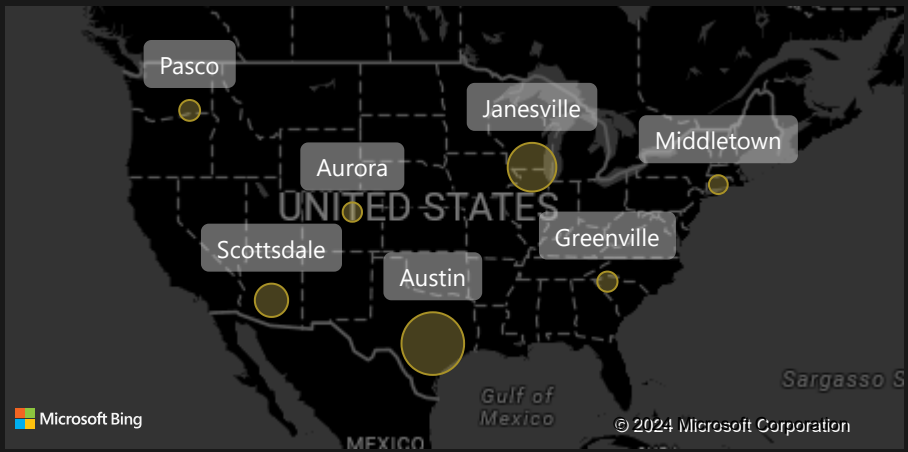 Pasco
Janesville
Middletown
Aurora
UNITED STATES
Scottsdale
Greenville
Austin
Gulf of
Mexico
Sargasso S
Microsoft Bing
© 2024 Microsoft Corporation
MEXICO